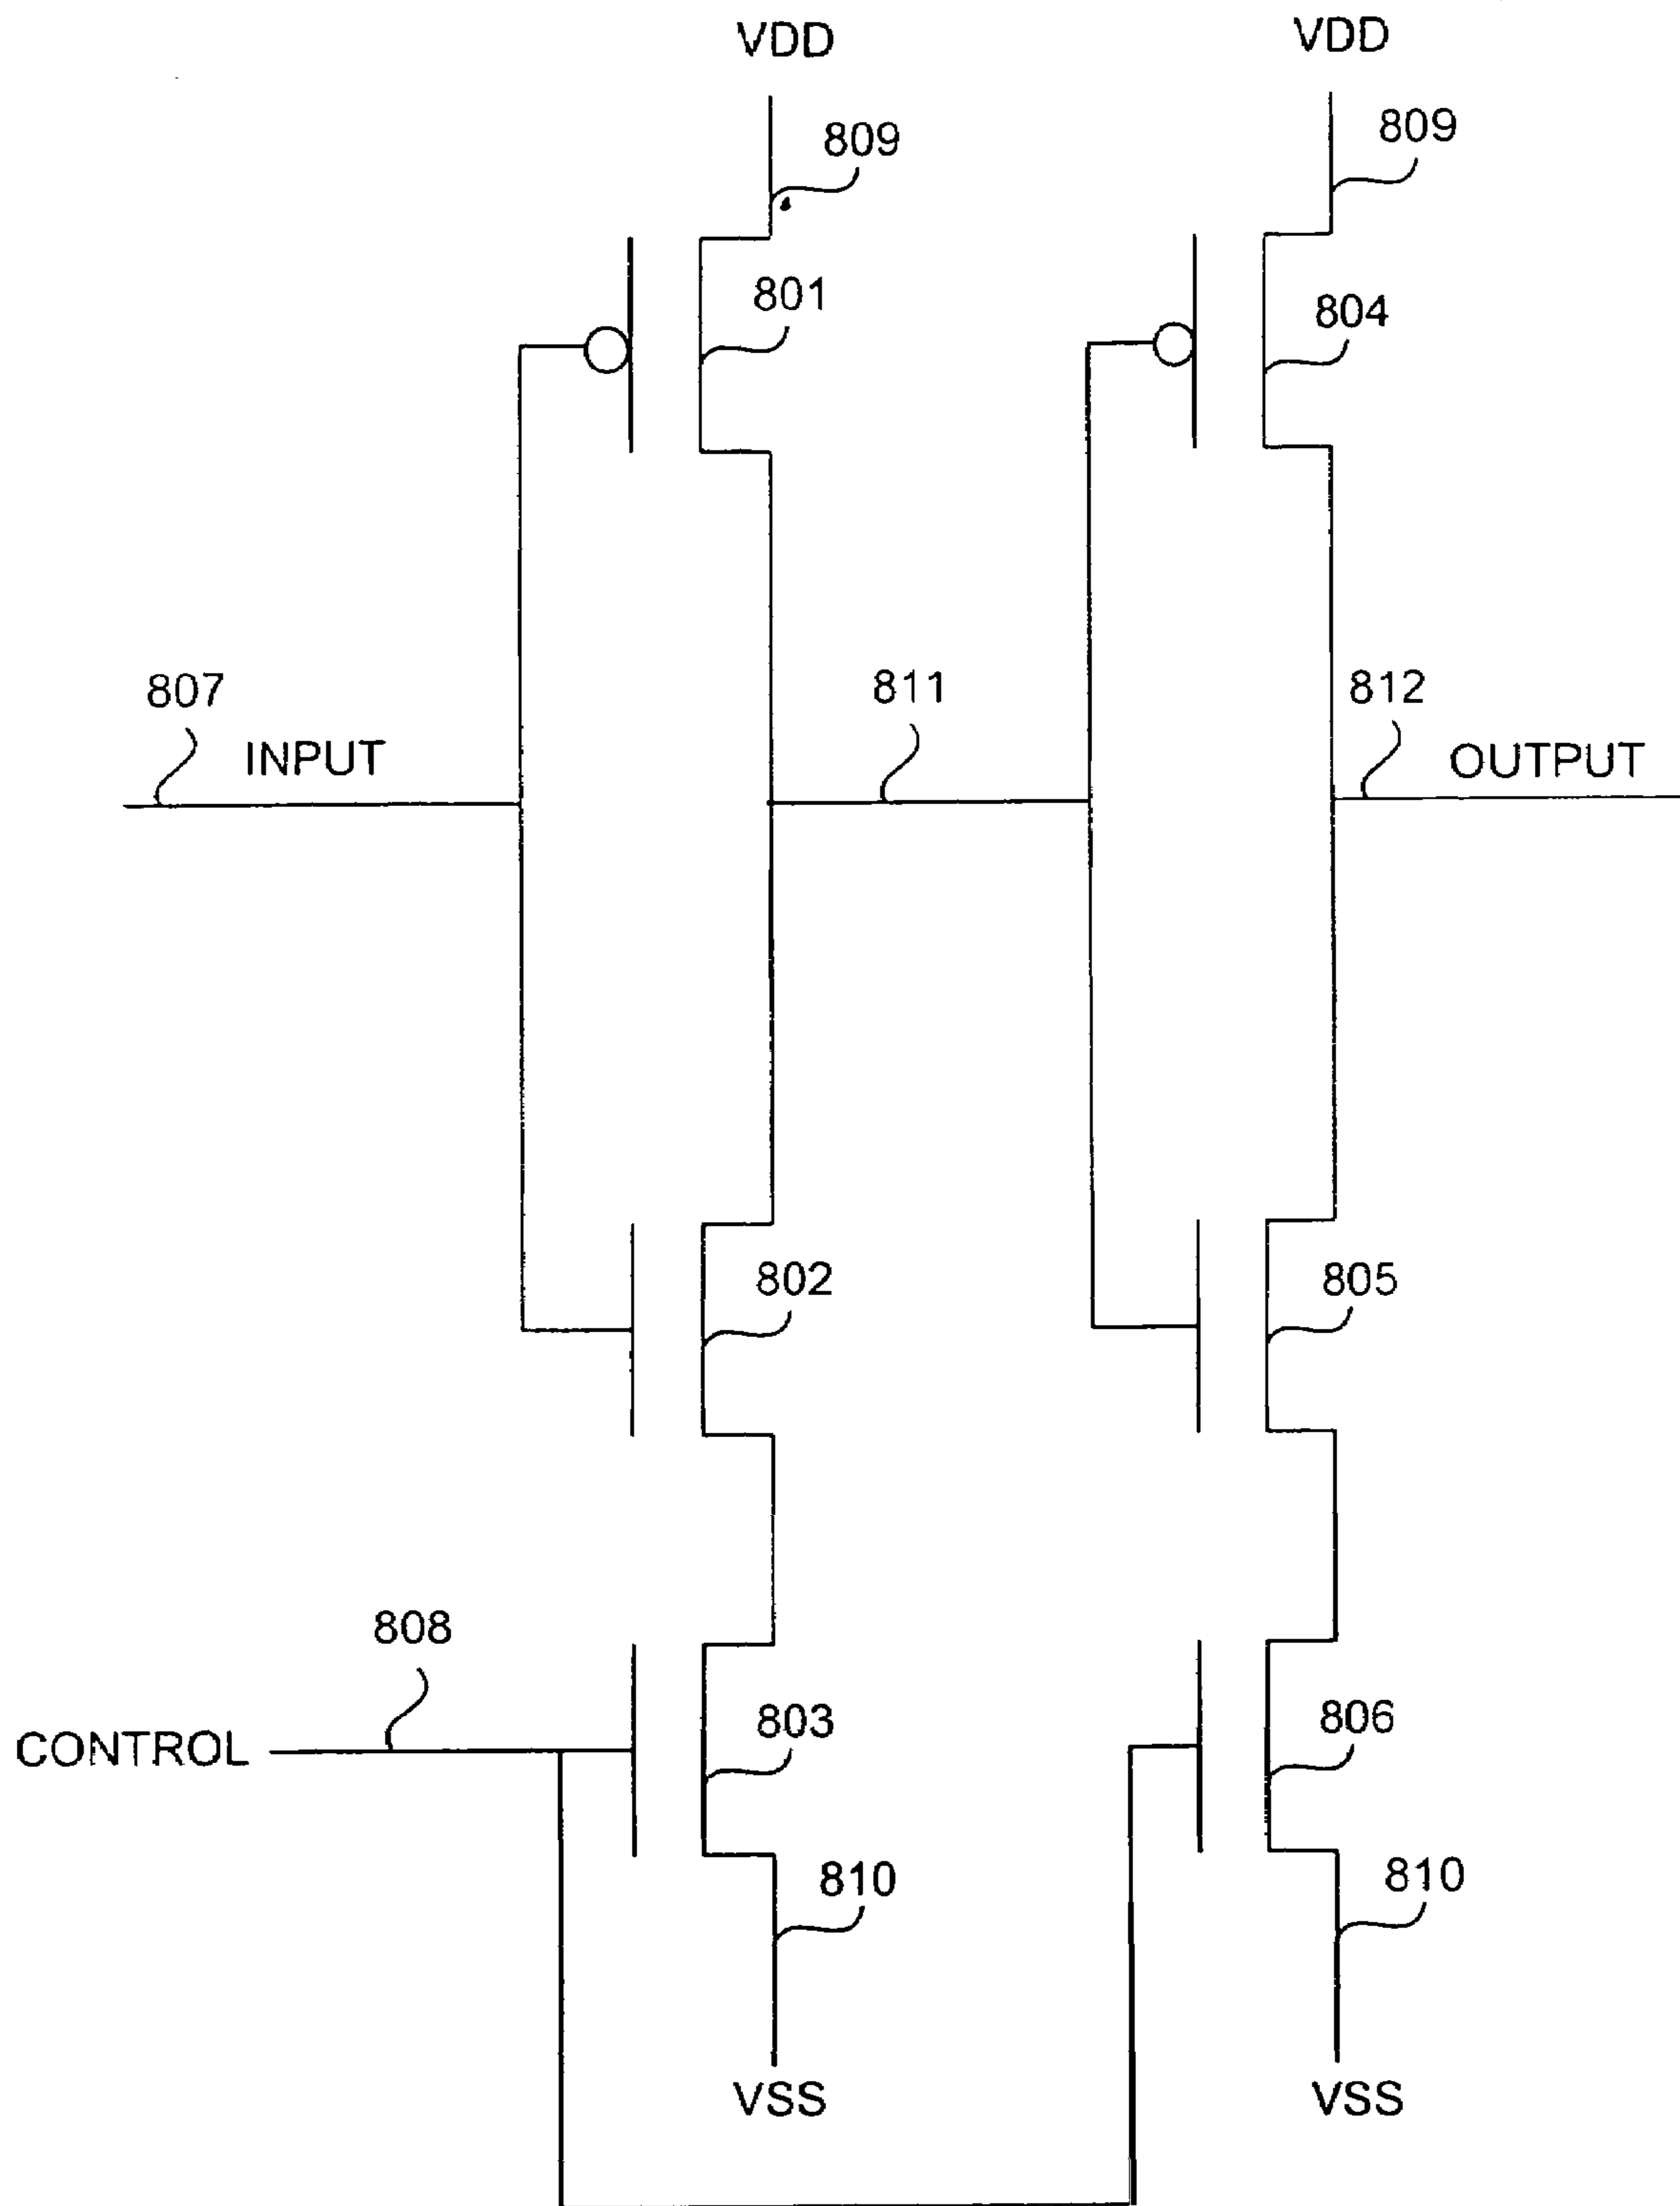 VDD VDD
809 809
801 804
807 811 812
INPUT OUTPUT
802 805
808 803 806
CONTROL
810 810
VSS VSS